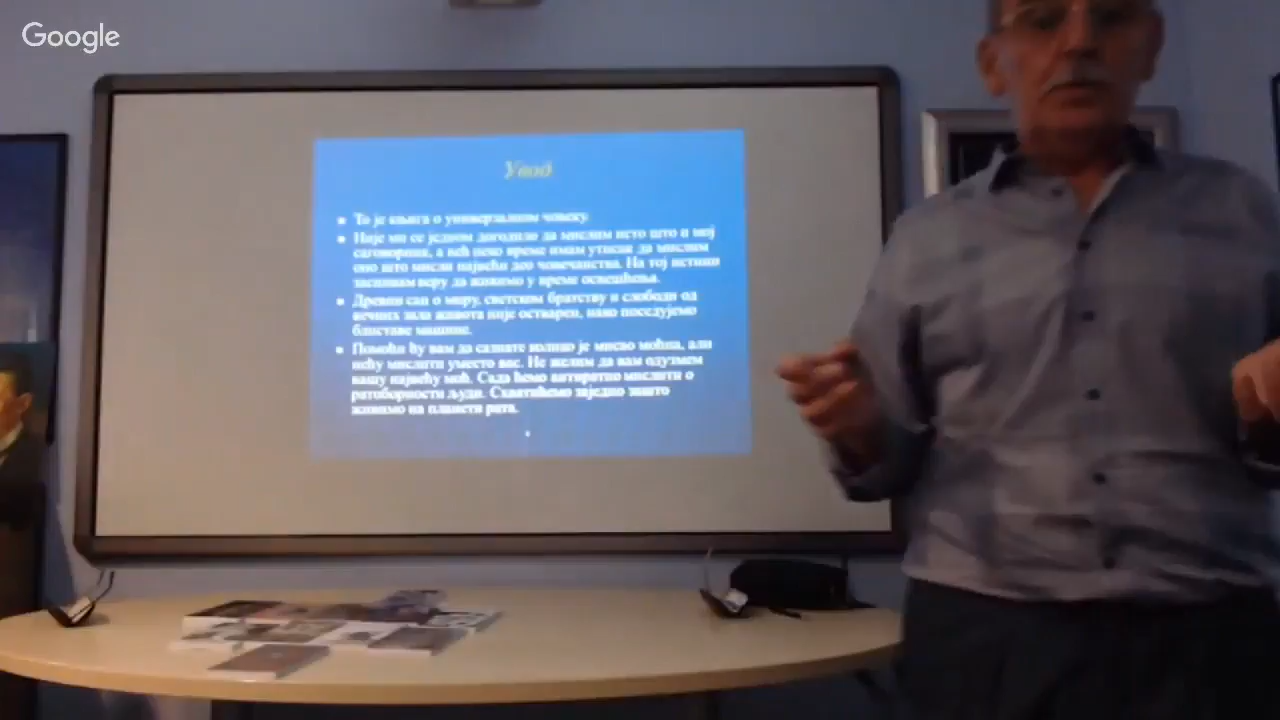 Google
Увод
То је књига о универзалном човеку.
Није ми се једном догодило да мислим исто што и мој
саговорник, а већ неко време имам утисак да мислим
оно што мисли највећи део човечанства. На тој истини
заснивам веру да живимо у време освешћења.
Древни сан о миру, светском братству и слободи од
вечних зала живота није остварен, иако поседујемо
блиставе машине.
Помоћи ћу вам да сазнате колико је мисао моћна, али
нећу мислити уместо вас. Не желим да вам одузмем
вашу највећу моћ. Сада ћемо антиратно мислити о
ратоборности људи. Схватићемо заједно зашто
живимо на планети рата.